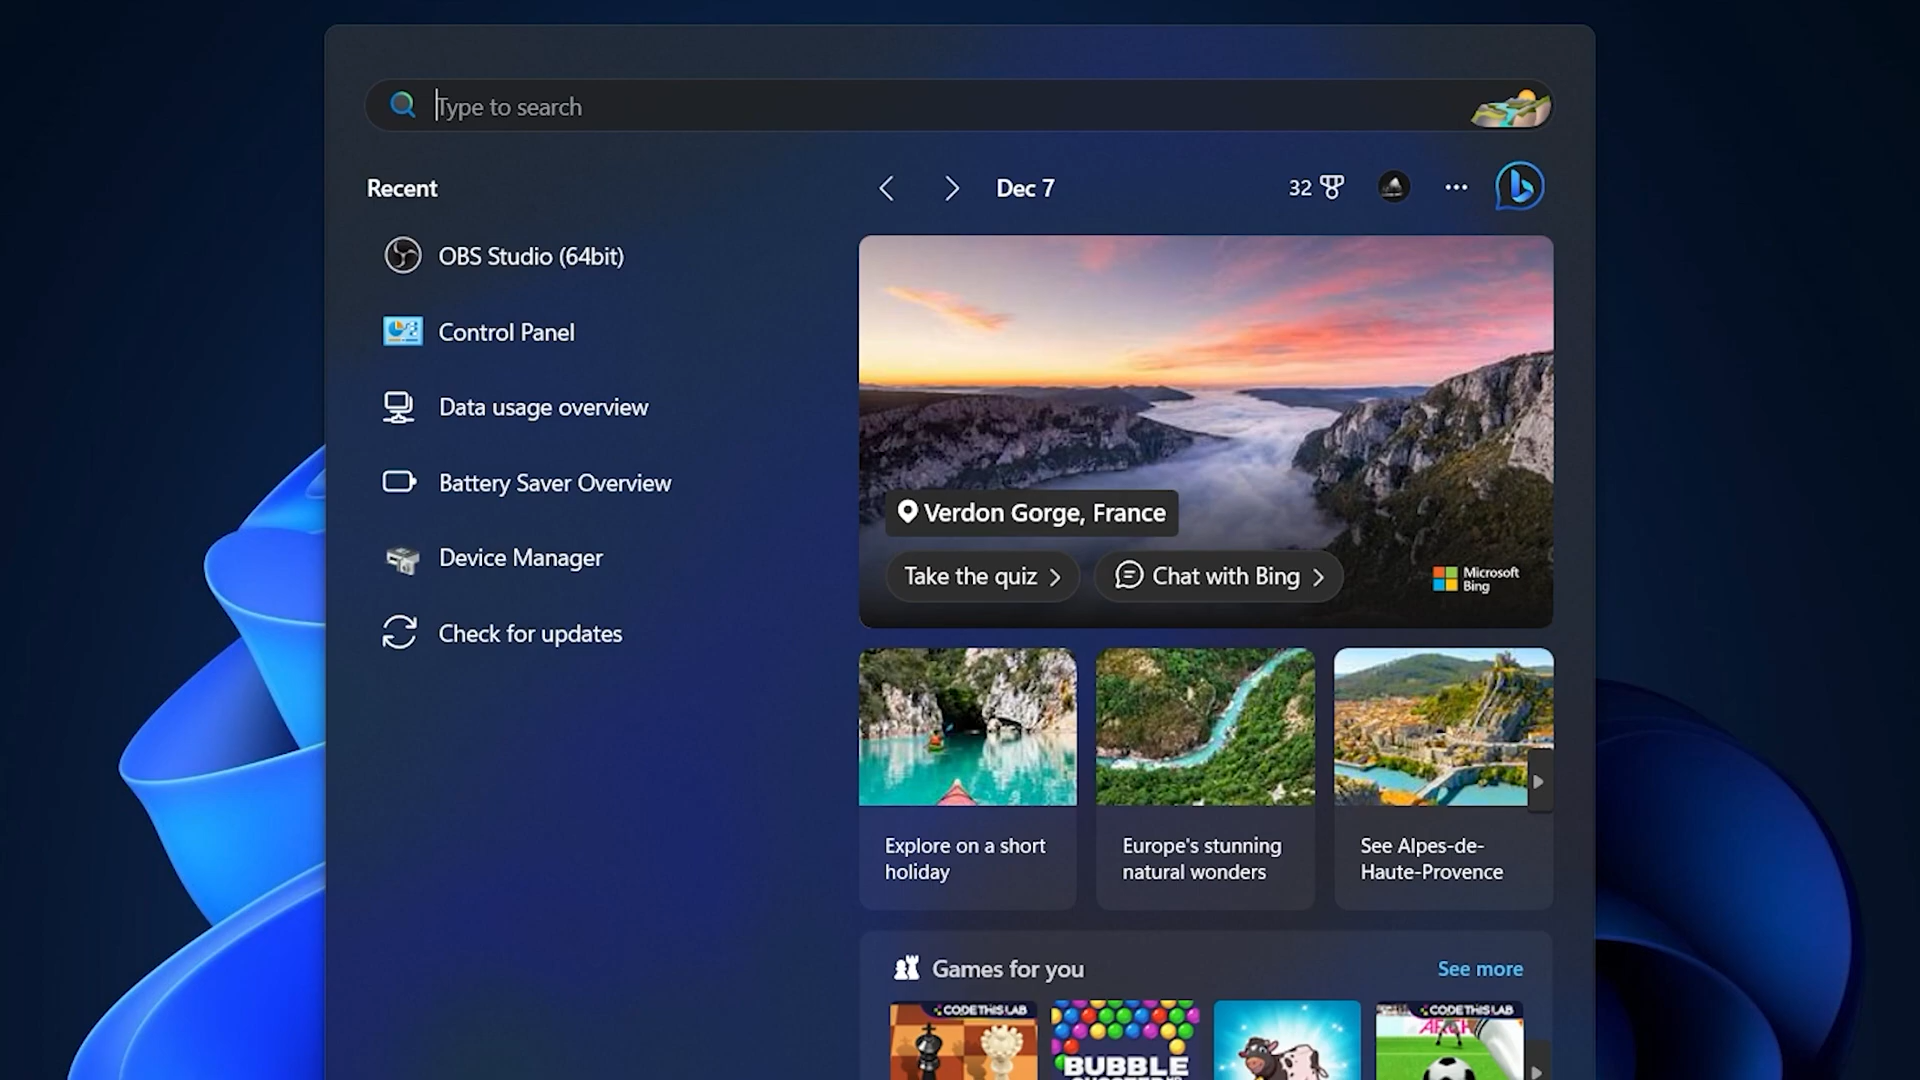 Type to search
Recent
Dec 7
32
OBS Studio (64bit)
Control Panel
Data usage overview
Battery Saver Overview
Device Manager
Check for updates
Verdon Gorge, France
Take the quiz
Chat with Bing
Microsoft
Bing
Explore on a short
holiday
Europe's stunning
natural wonders
See Alpes-de-
Haute-Provence
Games for you
See more
CODETHISLAB
BUBBLE
CODETHISLAB